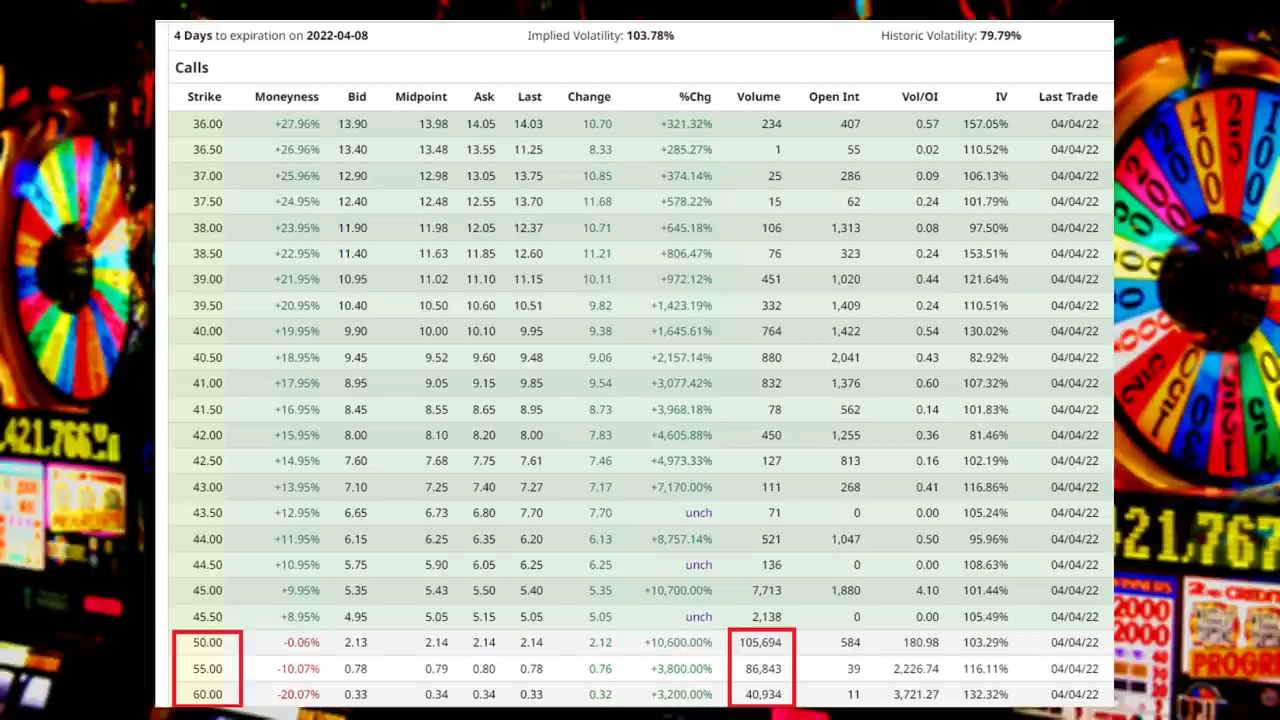 4 Days to expiration on 2022-04-08 Implied Volatility: 103.78% Historic Volatility: 79.79%
Calls
Strike Moneyness Bid Midpoint Ask Last Change %Chg Volume Open Int Vol/OI IV Last Trade
36.00 +27.96% 13.90 13.98 14.05 14.03 10.70 +321.32% 234 407 0.57 157.05% 04/04/22
36.50 +26.96% 13.40 13.48 13.55 11.25 8.33 +285.27% 1 55 0.02 110.52% 04/04/22
37.00 +25.96% 12.90 12.98 13.05 13.75 10.85 +374.14% 25 286 0.09 106.13% 04/04/22
37.50 +24.95% 12.40 12.48 12.55 13.70 11.68 +578.22% 15 62 0.24 101.79% 04/04/22
38.00 +23.95% 11.90 11.98 12.05 12.37 10.71 +645.18% 106 1,313 0.08 97.50% 04/04/22
38.50 +22.95% 11.40 11.63 11.85 12.60 11.21 +806.47% 76 323 0.24 153.51% 04/04/22
39.00 +21.95% 10.95 11.02 11.10 11.15 10.11 +972.12% 451 1,020 0.44 121.64% 04/04/22
39.50 +20.95% 10.40 10.50 10.60 10.51 9.82 +1,423.19% 332 1,409 0.24 110.51% 04/04/22
40.00 +19.95% 9.90 10.00 10.10 9.95 9.38 +1,645.61% 764 1,422 0.54 130.02% 04/04/22
40.50 +18.95% 9.45 9.52 9.60 9.48 9.06 +2,157.14% 880 2,041 0.43 82.92% 04/04/22
41.00 +17.95% 8.95 9.05 9.15 9.85 9.54 +3,077.42% 832 1,376 0.60 107.32% 04/04/22
41.50 +16.95% 8.45 8.55 8.65 8.95 8.73 +3,968.18% 78 562 0.14 101.83% 04/04/22
42.00 +15.95% 8.00 8.10 8.20 8.00 7.83 +4,605.88% 450 1,255 0.36 81.46% 04/04/22
42.50 +14.95% 7.60 7.68 7.75 7.61 7.46 +4,973.33% 127 813 0.16 102.19% 04/04/22
43.00 +13.95% 7.10 7.25 7.40 7.27 7.17 +7,170.00% 111 268 0.41 116.86% 04/04/22
43.50 +12.95% 6.65 6.73 6.80 7.70 7.70 unch 71 0 0.00 105.24% 04/04/22
44.00 +11.95% 6.15 6.25 6.35 6.20 6.13 +8,757.14% 521 1,047 0.50 95.96% 04/04/22
44.50 +10.95% 5.75 5.90 6.05 6.25 6.25 unch 136 0 0.00 108.63% 04/04/22
45.00 +9.95% 5.35 5.43 5.50 5.40 5.35 +10,700.00% 7,713 1,880 4.10 101.44% 04/04/22
45.50 +8.95% 4.95 5.05 5.15 5.05 5.05 unch 2,138 0 0.00 105.49% 04/04/22
50.00 -0.06% 2.13 2.14 2.14 2.14 2.12 +10,600.00% 105,694 584 180.98 103.29% 04/04/22
55.00 -10.07% 0.78 0.79 0.80 0.78 0.76 +3,800.00% 86,843 39 2,226.74 116.11% 04/04/22
60.00 -20.07% 0.33 0.34 0.34 0.33 0.32 +3,200.00% 40,934 11 3,721.27 132.32% 04/04/22